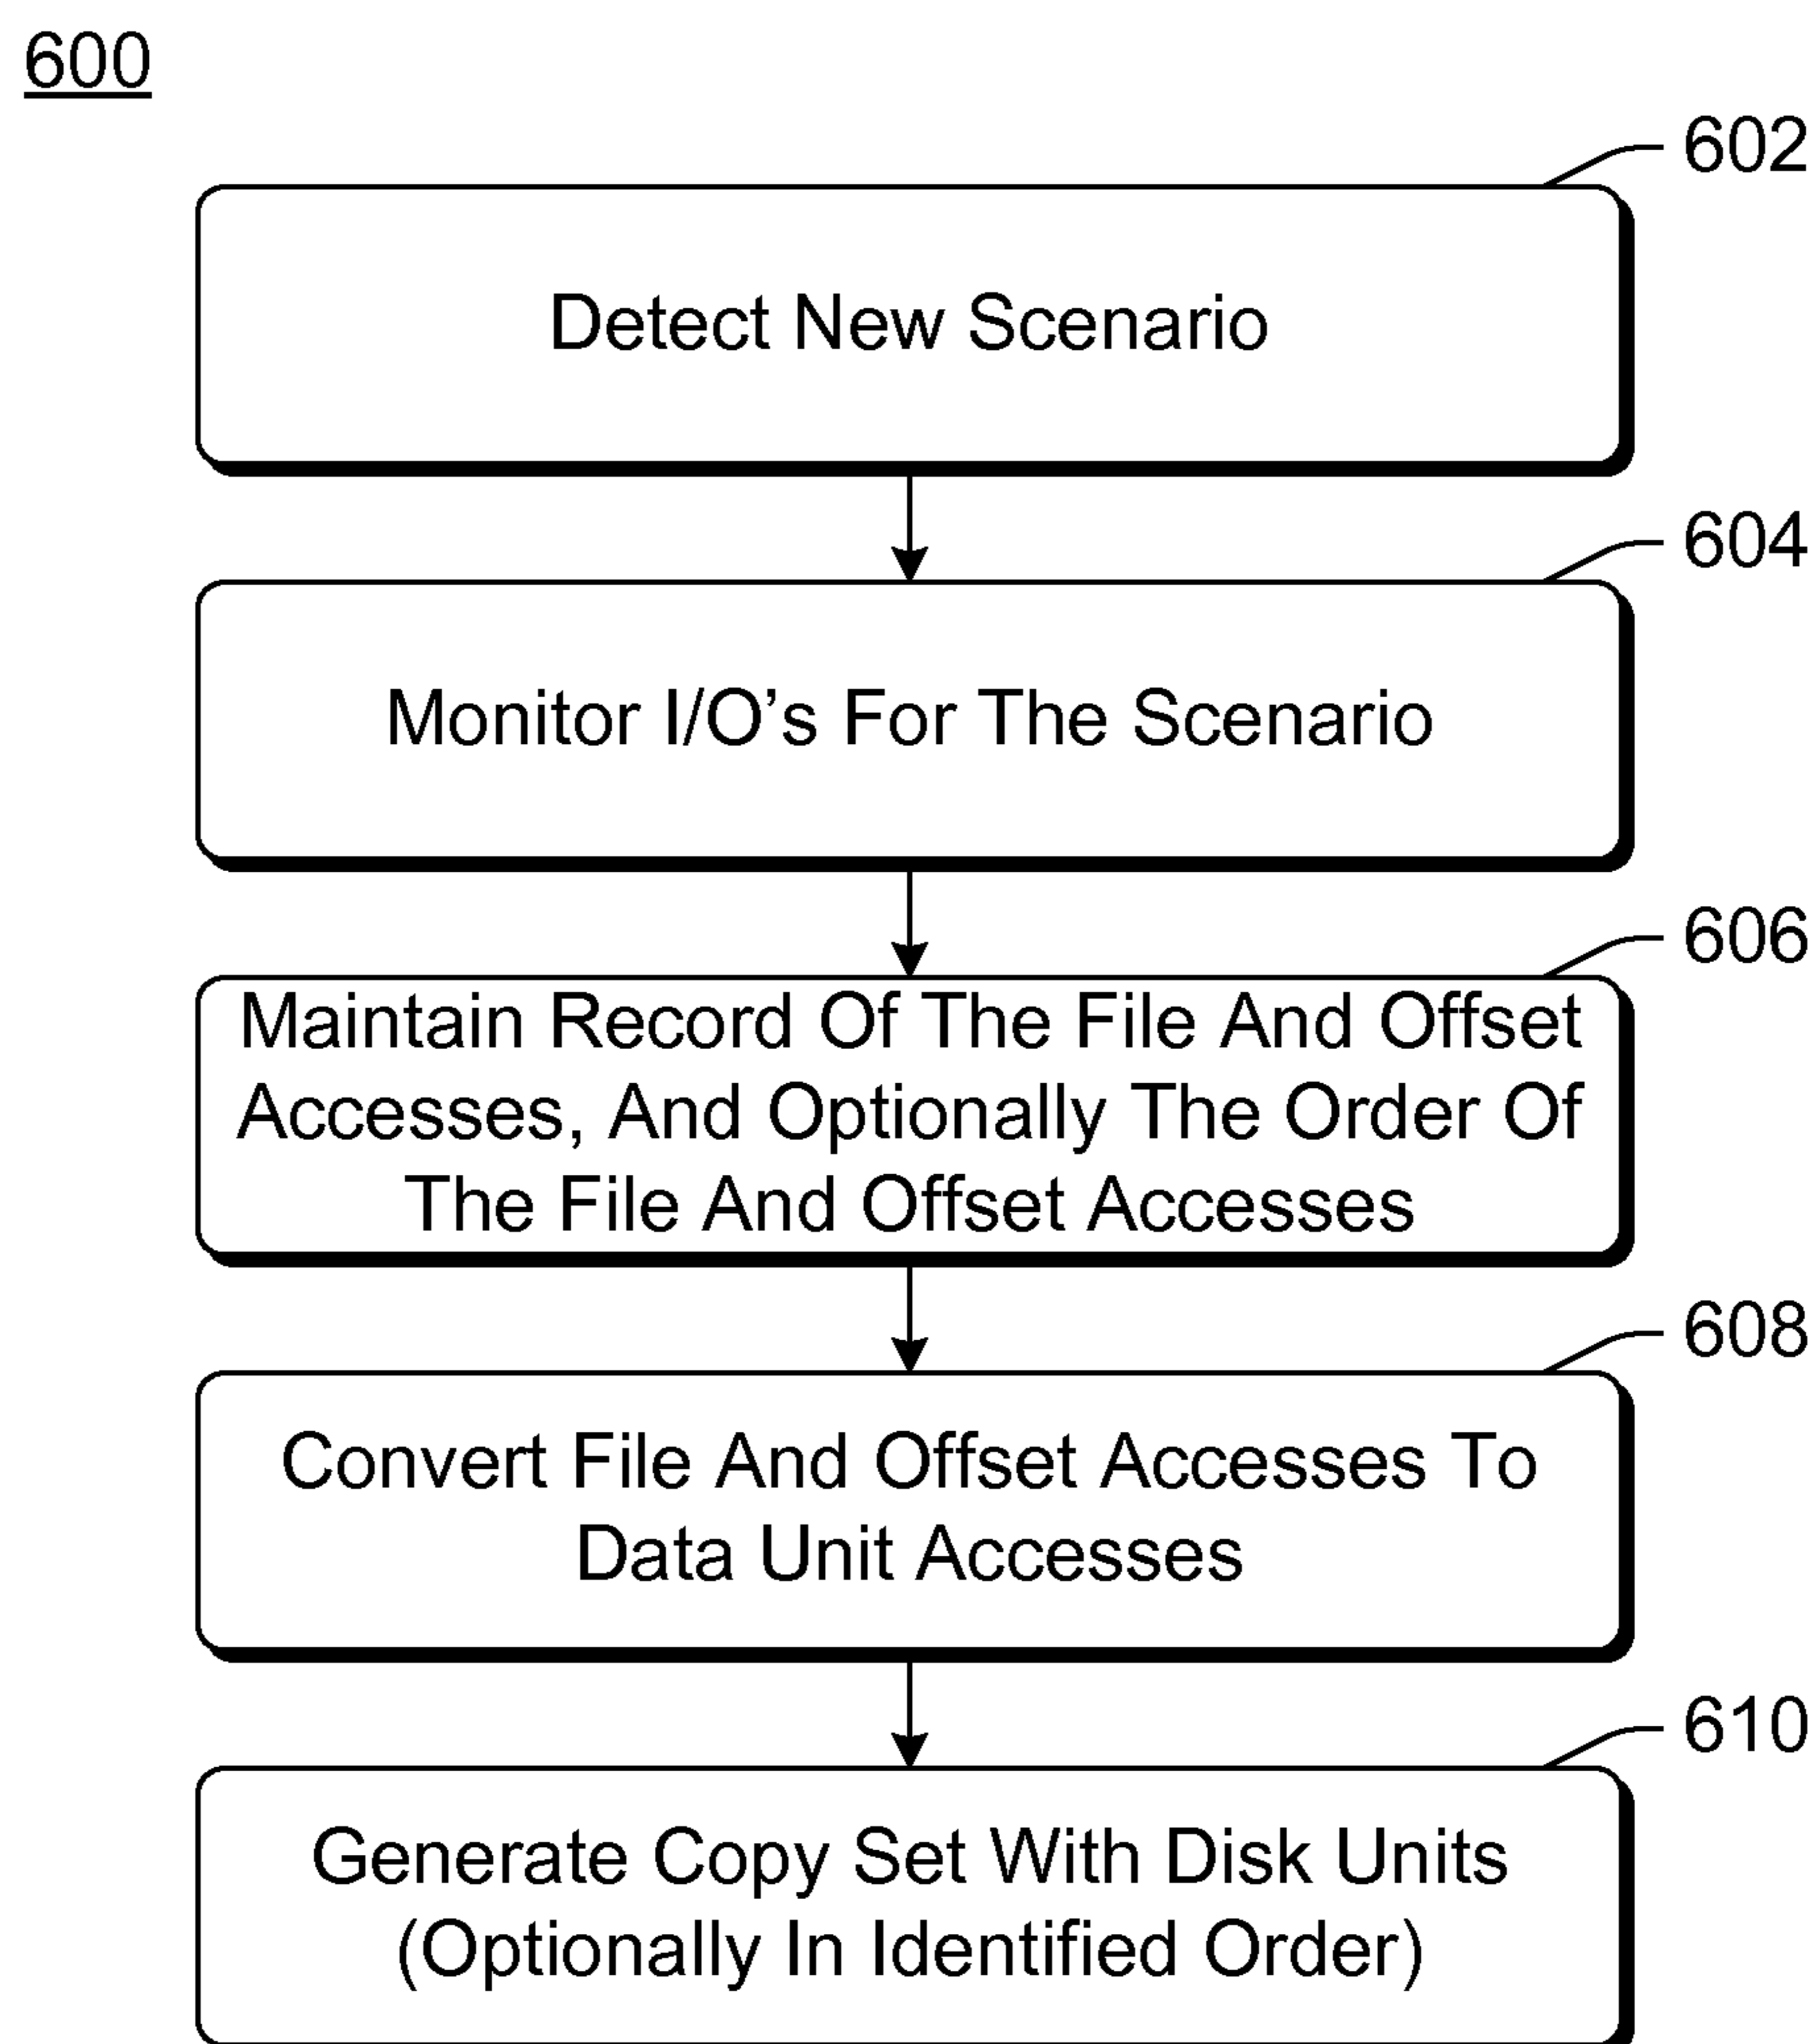 600
602
Detect New Scenario
604
Monitor I/O’s For The Scenario
606
Maintain Record Of The File And Offset
Accesses, And Optionally The Order Of
The File And Offset Accesses
608
Convert File And Offset Accesses To
Data Unit Accesses
610
Generate Copy Set With Disk Units
(Optionally In Identified Order)